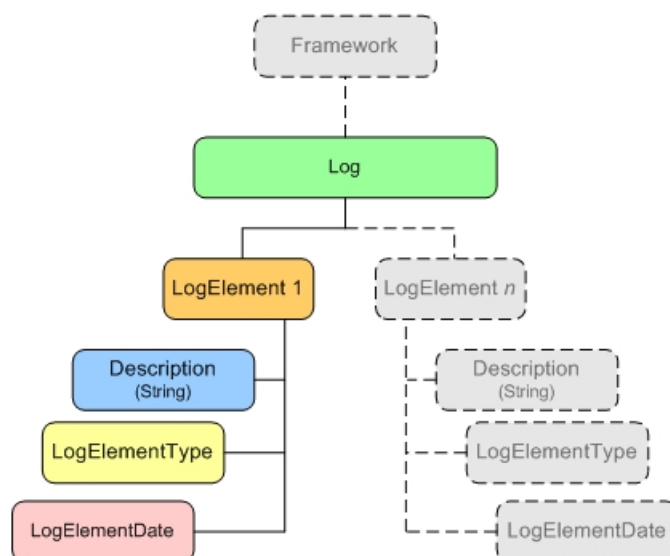 Framework
Log
LogElement 1
LogElement n
Description
(String)
Description
(String)
LogElementType
LogElementType
LogElementDate
LogElementDate